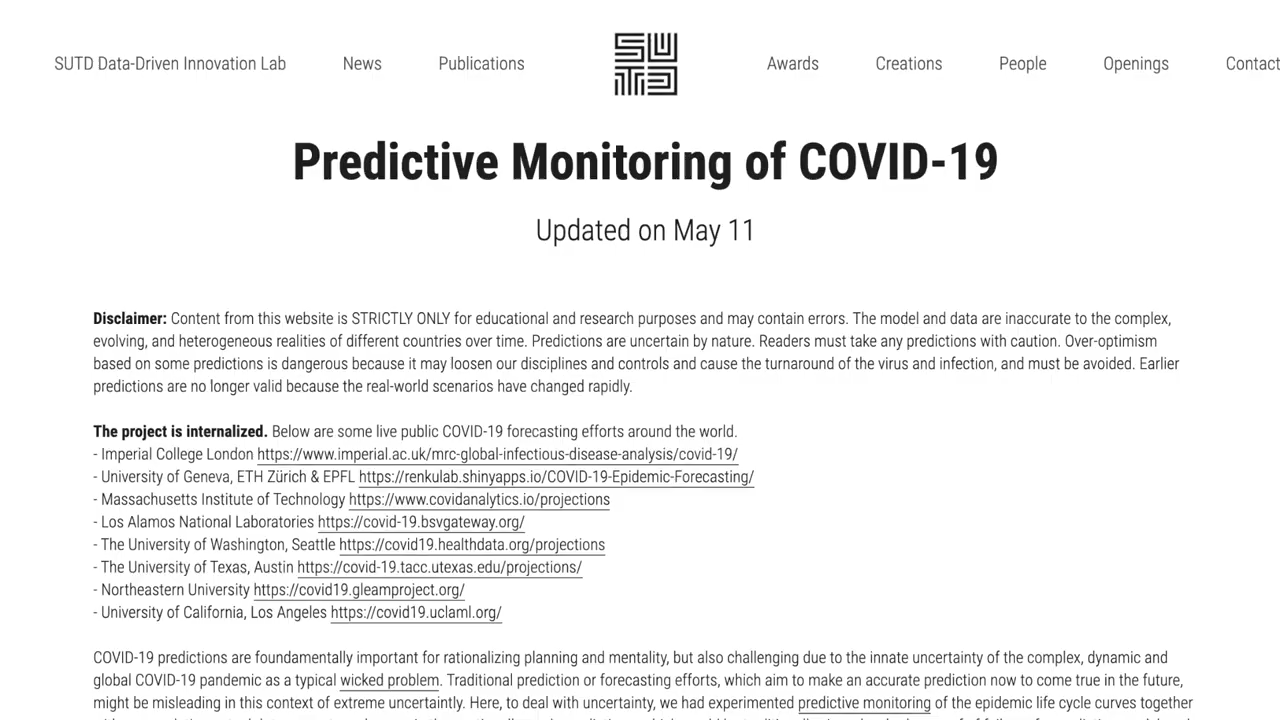 SUTD Data-Driven Innovation Lab News Publications SUTD Awards Creations People Openings Contact
Predictive Monitoring of COVID-19
Updated on May 11
Disclaimer: Content from this website is STRICTLY ONLY for educational and research purposes and may contain errors. The model and data are inaccurate to the complex,
evolving, and heterogeneous realities of different countries over time. Predictions are uncertain by nature. Readers must take any predictions with caution. Over-optimism
based on some predictions is dangerous because it may loosen our disciplines and controls and cause the turnaround of the virus and infection, and must be avoided. Earlier
predictions are no longer valid because the real-world scenarios have changed rapidly.
The project is internalized. Below are some live public COVID-19 forecasting efforts around the world.
- Imperial College London https://www.imperial.ac.uk/mrc-global-infectious-disease-analysis/covid-19/
- University of Geneva, ETH Zürich & EPFL https://renkulab.shinyapps.io/COVID-19-Epidemic-Forecasting/
- Massachusetts Institute of Technology https://www.covidanalytics.io/projections
- Los Alamos National Laboratories https://covid-19.bsvgateway.org/
- The University of Washington, Seattle https://covid19.healthdata.org/projections
- The University of Texas, Austin https://covid-19.tacc.utexas.edu/projections/
- Northeastern University https://covid19.gleamproject.org/
- University of California, Los Angeles https://covid19.uclaml.org/
COVID-19 predictions are foundamentally important for rationalizing planning and mentality, but also challenging due to the innate uncertainty of the complex, dynamic and
global COVID-19 pandemic as a typical wicked problem. Traditional prediction or forecasting efforts, which aim to make an accurate prediction now to come true in the future,
might be misleading in this context of extreme uncertaintly. Here, to deal with uncertainty, we had experimented predictive monitoring of the epidemic life cycle curves together